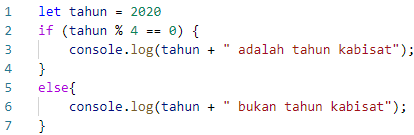 1 let tahun = 2020
2 if (tahun % 4 == 0) {
3     console.log(tahun + " adalah tahun kabisat");
4 }
5 else{
6     console.log(tahun + " bukan tahun kabisat");
7 }